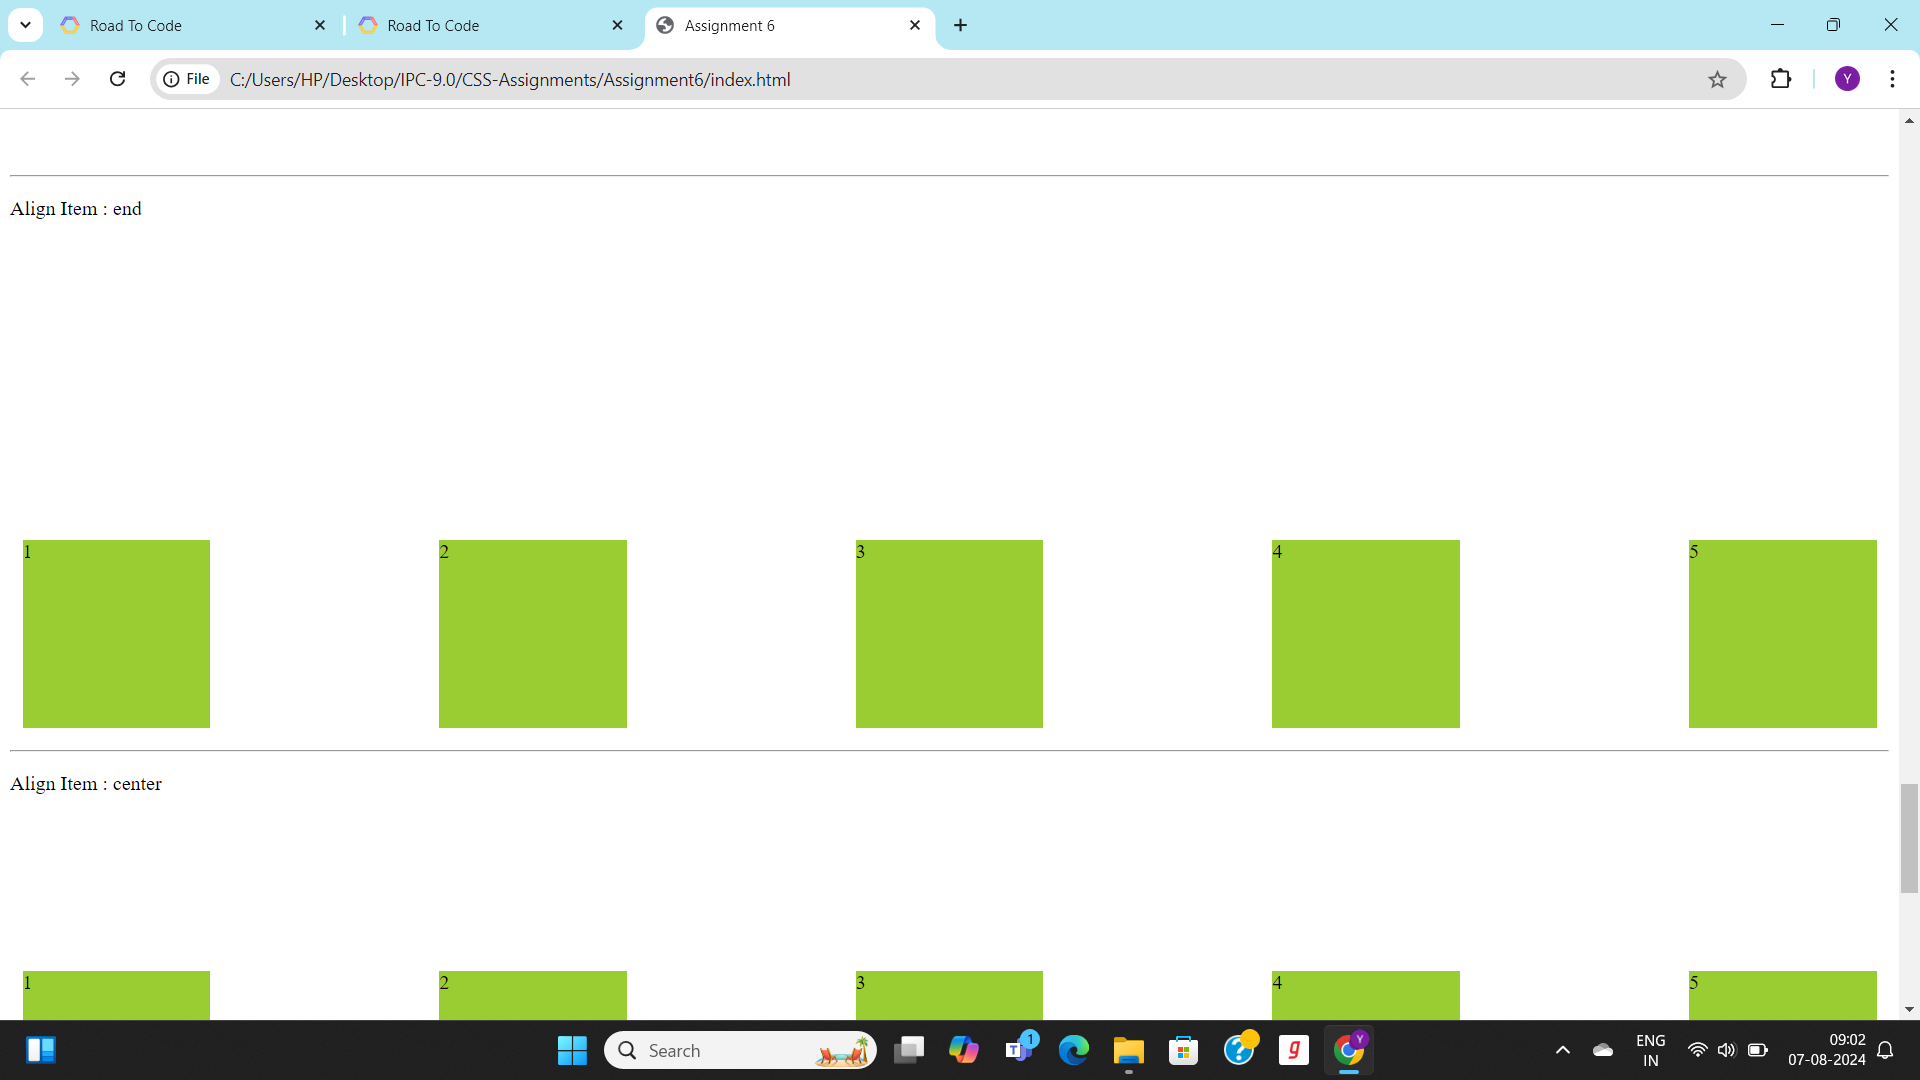 Road To Code
Road To Code
Assignment 6
File
C:/Users/HP/Desktop/IPC-9.0/CSS-Assignments/Assignment6/index.html
Y
Align Item : end
1
2
3
4
5
Align Item : center
1
2
3
4
5
Search
T
1
?
g
Y
ENG
IN
09:02
07-08-2024